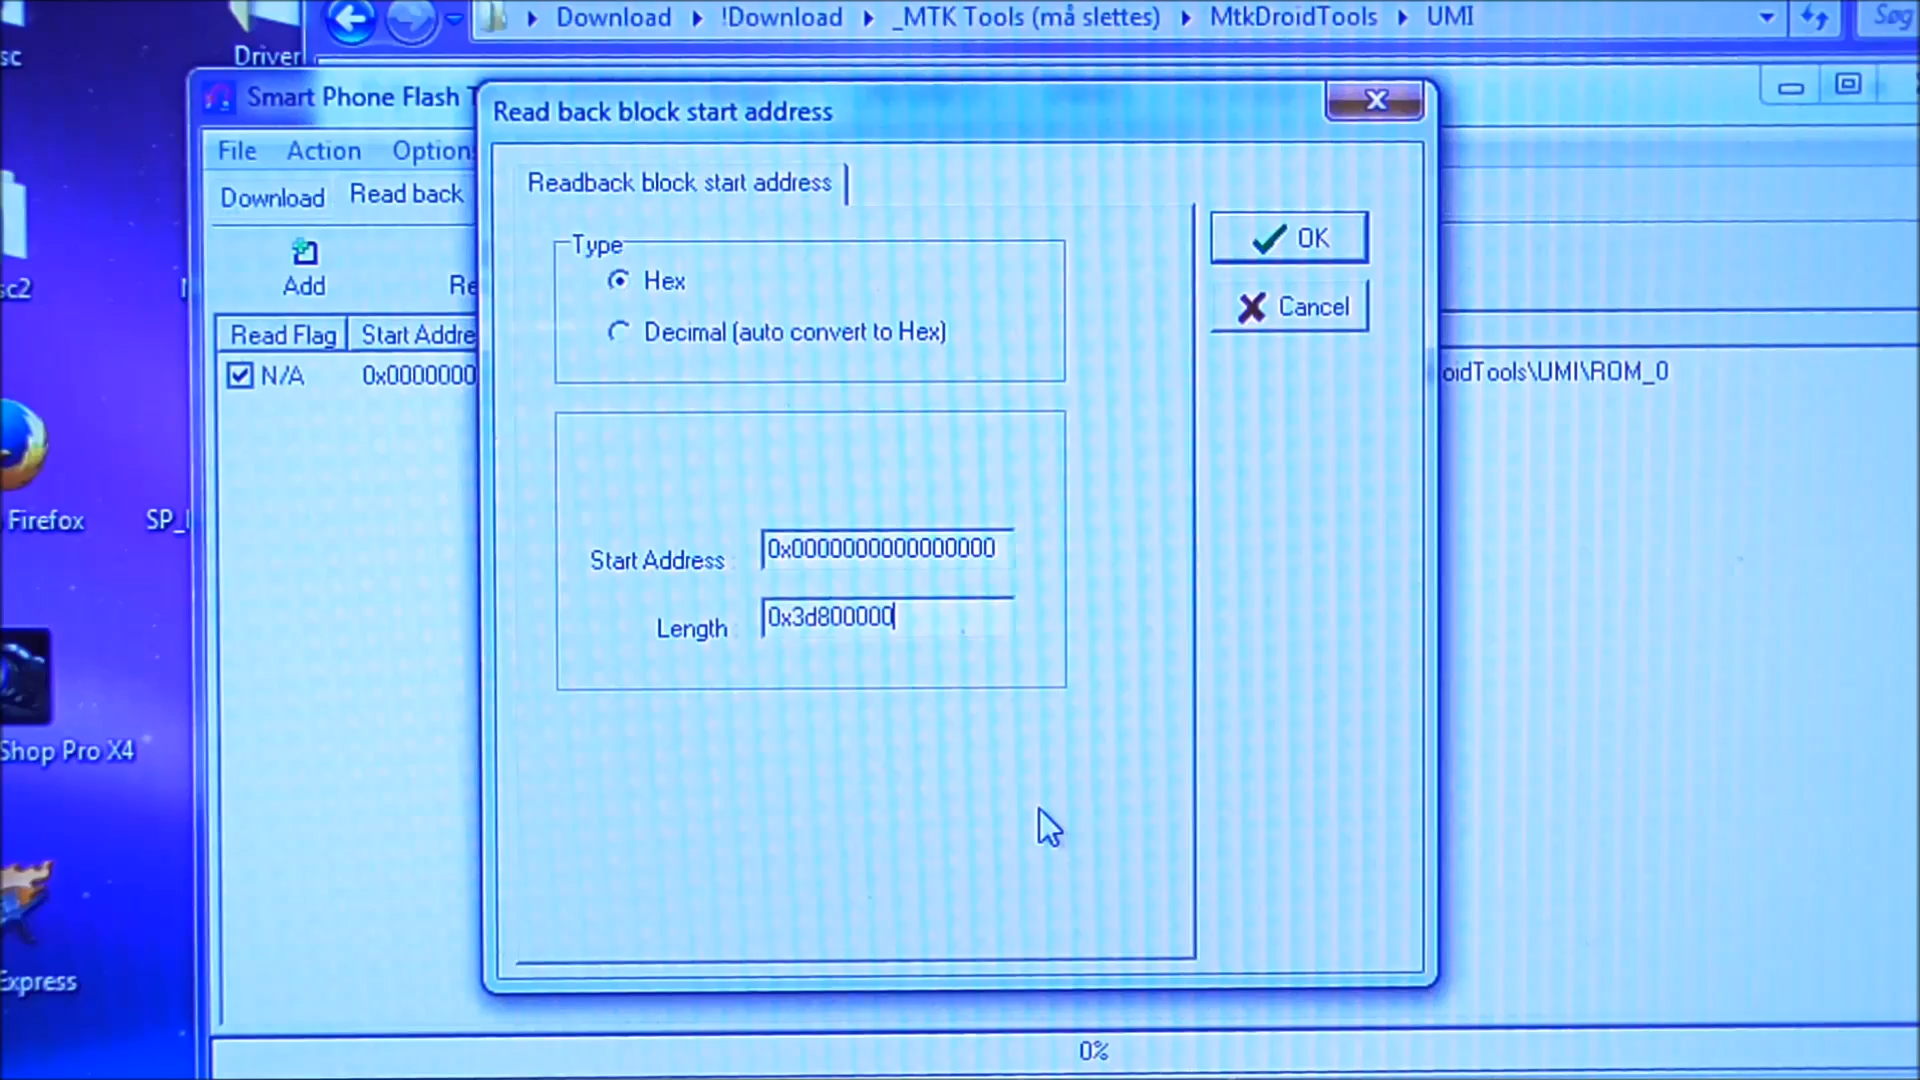 Download !Download _MTK Tools (må slettes) MtkDroidTools UMI
Søg
Driver
Smart Phone Flash
Read back block start address
File Action Option
Download Read back
Readback block start address
Type
Hex
Decimal (auto convert to Hex)
OK
Cancel
Add
Read Flag Start Addre
N/A 0x0000000
oidTools\UMI\ROM_0
sc2
Firefox
SP_
Start Address : 0x0000000000000000
Length : 0x3d800000
Shop Pro X4
Express
0%